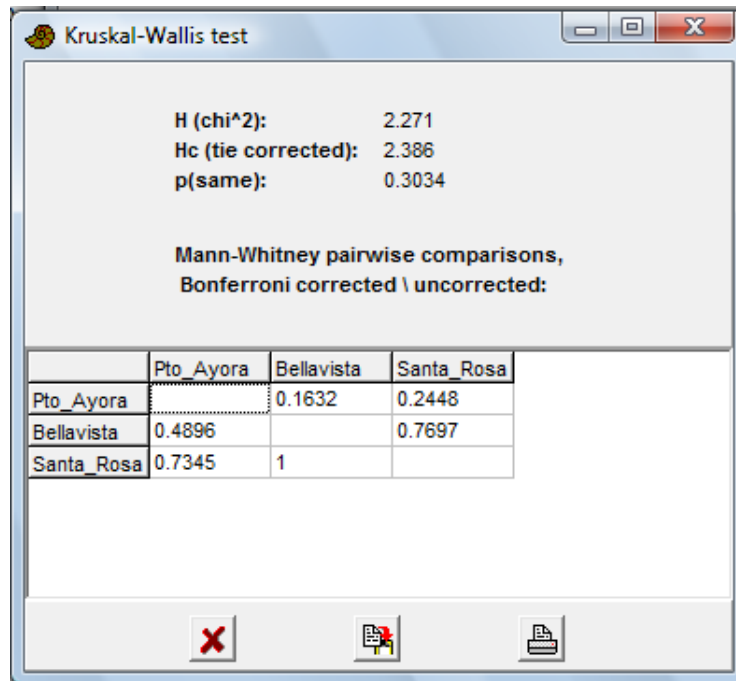 Kruskal-Wallis test
H (chi^2): 2.271
Hc (tie corrected): 2.386
p(same): 0.3034
Mann-Whitney pairwise comparisons,
Bonferroni corrected \ uncorrected:
Pto_Ayora Bellavista Santa_Rosa
Pto_Ayora 0.1632 0.2448
Bellavista 0.4896 0.7697
Santa_Rosa 0.7345 1